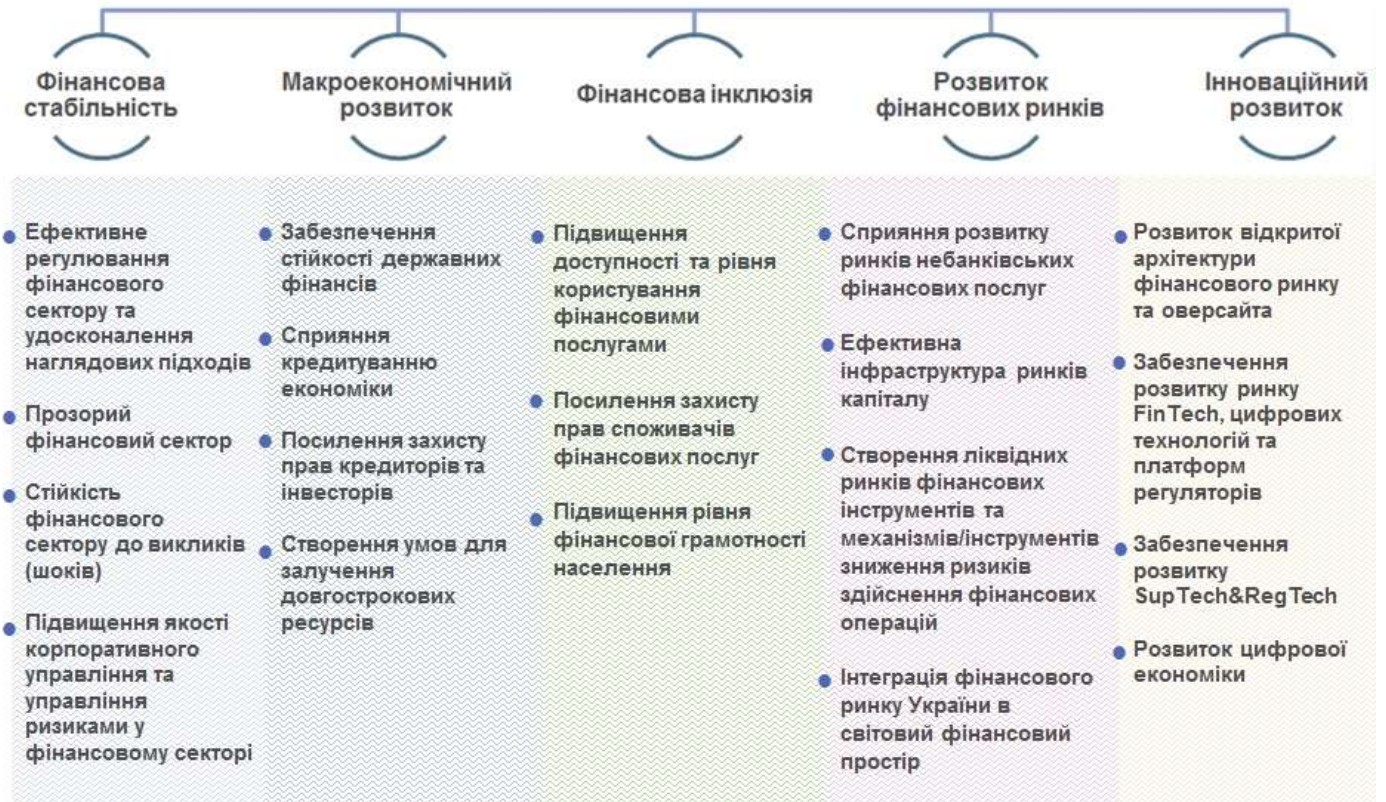 Фінансова
стабільність
Макроекономічний
розвиток
Фінансова інклюзія
Розвиток
фінансових ринків
Інноваційний
розвиток
Ефективне
регулювання
фінансового
сектору та
удосконалення
наглядових підходів
Прозорий
фінансовий сектор
Стійкість
фінансового
сектору до викликів
(шоків)
Підвищення якості
корпоративного
управління та
управління
ризиками у
фінансовому секторі
Забезпечення
стійкості державних
фінансів
Сприяння
кредитуванню
економіки
Посилення захисту
прав кредиторів та
інвесторів
Створення умов для
залучення
довгострокових
ресурсів
Підвищення
доступності та рівня
користування
фінансовими
послугами
Посилення захисту
прав споживачів
фінансових послуг
Підвищення рівня
фінансової грамотності
населення
Сприяння розвитку
ринків небанківських
фінансових послуг
Ефективна
інфраструктура ринків
капіталу
Створення ліквідних
ринків фінансових
інструментів та
механізмів/інструментів
зниження ризиків
здійснення фінансових
операцій
Інтеграція фінансового
ринку України в
світовий фінансовий
простір
Розвиток відкритої
архітектури
фінансового ринку
та оверсайта
Забезпечення
розвитку ринку
FinTech, цифрових
технологій та
платформ
регуляторів
Забезпечення
розвитку
SupTech&RegTech
Розвиток цифрової
економіки